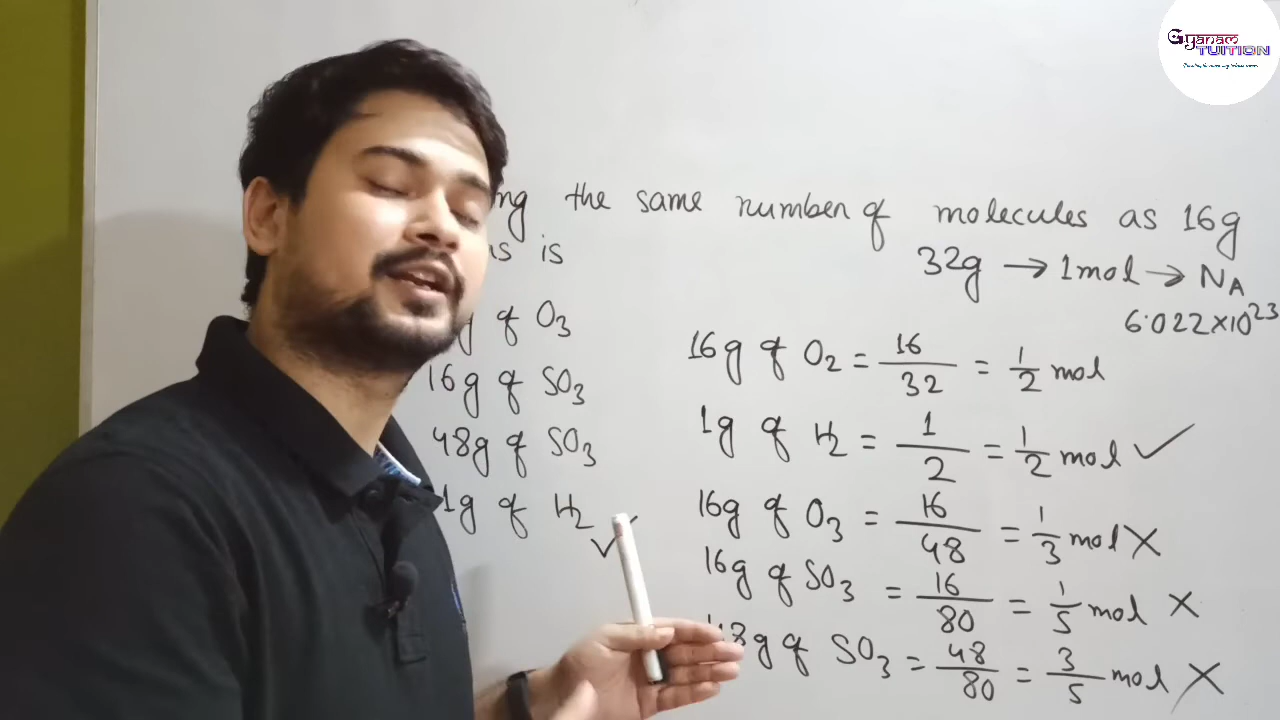 Gyanam
TUITION
the same number of molecules as 16g
is
32g → 1mol → NA
6.022×10²³
g of O₃
16g of O₂ = 16/32 = 1/2 mol
16g of SO₃
1g of H₂ = 1/2 = 1/2 mol ✓
48g of SO₃
16g of O₃ = 16/48 = 1/3 mol ×
1g of H₂ ✓
16g of SO₃ = 16/80 = 1/5 mol ×
48g of SO₃ = 48/80 = 3/5 mol ×